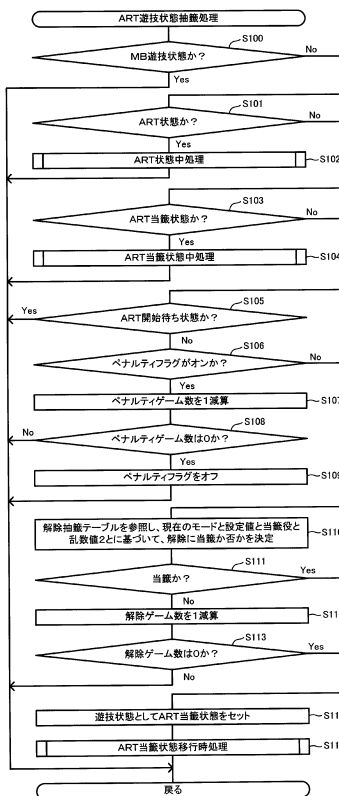 ART遊技状態抽籤処理
S100
MB遊技状態か?
No
Yes
S101
ART状態か?
No
Yes
ART状態中処理
S102
S103
ART当籤状態か?
No
Yes
ART当籤状態中処理
S104
S105
Yes
ART開始待ち状態か?
No
S106
ペナルティフラグがオンか?
No
Yes
ペナルティゲーム数を1減算
S107
S108
No
ペナルティゲーム数は0か?
Yes
ペナルティフラグをオフ
S109
解除抽籤テーブルを参照し、現在のモードと設定値と当籤役と
乱数値2とに基づいて、解除に当籤か否かを決定
S110
S111
当籤か?
Yes
No
解除ゲーム数を1減算
S11
S113
解除ゲーム数は0か?
Yes
No
遊技状態としてART当籤状態をセット
S11
ART当籤状態移行時処理
S11
戻る